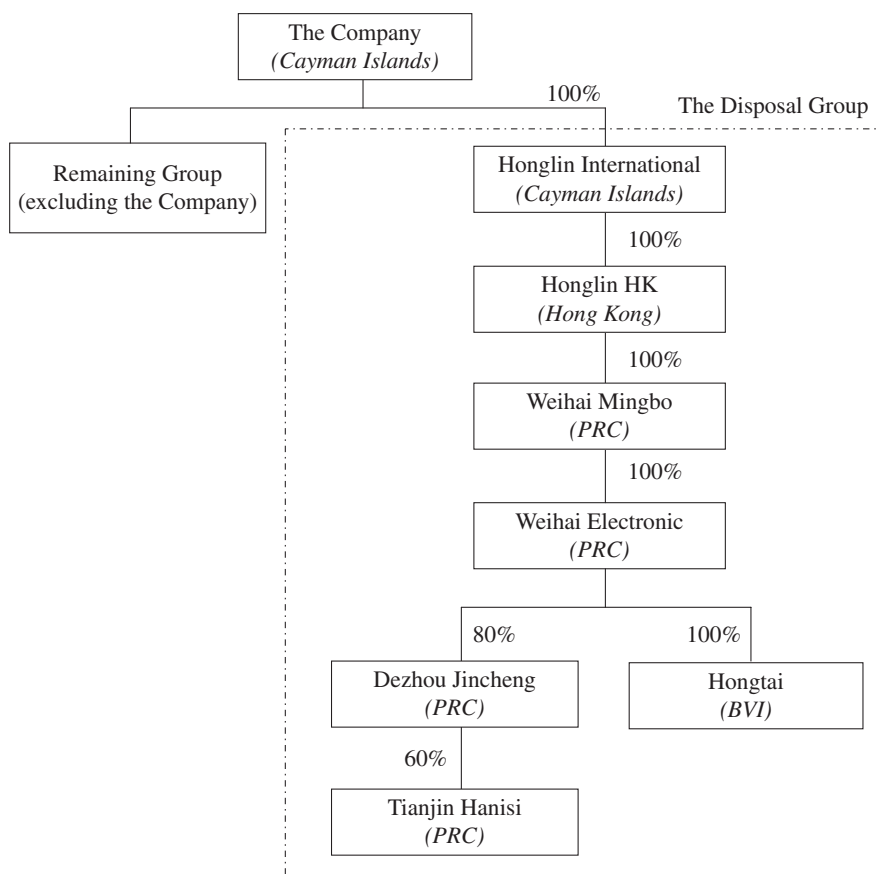 The Company
(Cayman Islands)
100%
The Disposal Group
Remaining Group
(excluding the Company)
Honglin International
(Cayman Islands)
100%
Honglin HK
(Hong Kong)
100%
Weihai Mingbo
(PRC)
100%
Weihai Electronic
(PRC)
80%
100%
Dezhou Jincheng
(PRC)
Hongtai
(BVI)
60%
Tianjin Hanisi
(PRC)